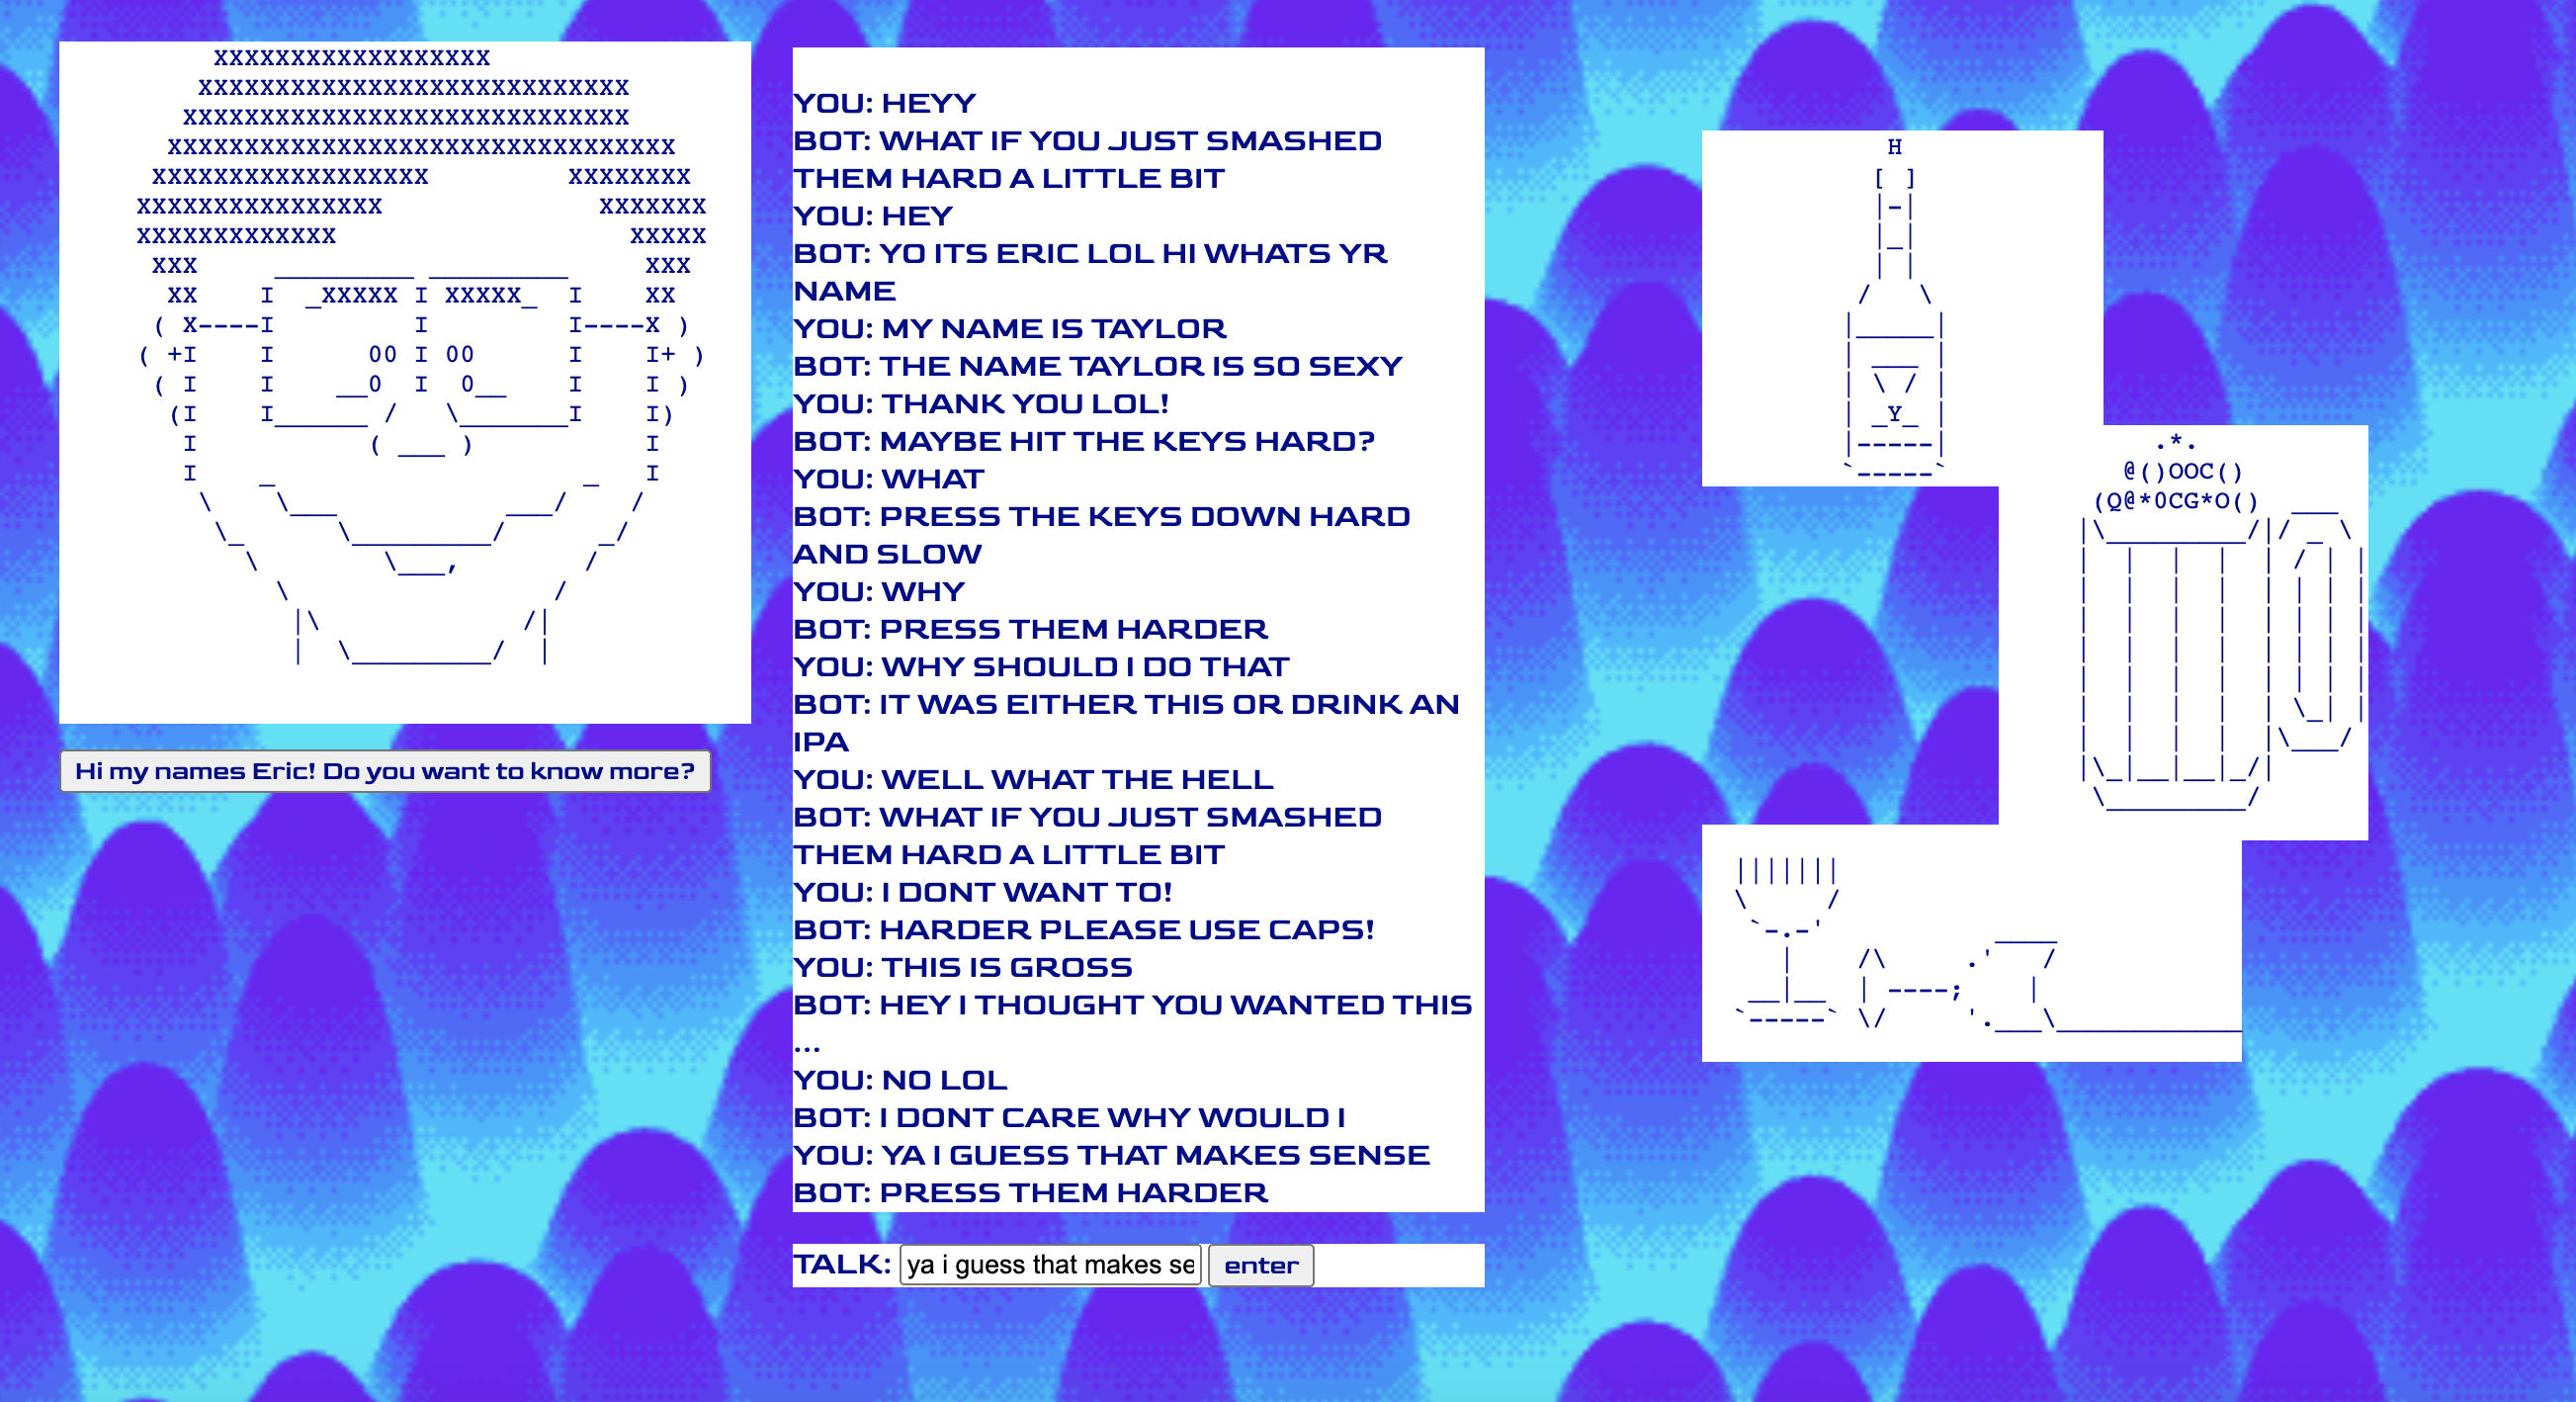 Hi my names Eric! Do you want to know more?
YOU: HEYY
BOT: WHAT IF YOU JUST SMASHED
THEM HARD A LITTLE BIT
YOU: HEY
BOT: YO ITS ERIC LOL HI WHATS YR
NAME
YOU: MY NAME IS TAYLOR
BOT: THE NAME TAYLOR IS SO SEXY
YOU: THANK YOU LOL!
BOT: MAYBE HIT THE KEYS HARD?
YOU: WHAT
BOT: PRESS THE KEYS DOWN HARD
AND SLOW
YOU: WHY
BOT: PRESS THEM HARDER
YOU: WHY SHOULD I DO THAT
BOT: IT WAS EITHER THIS OR DRINK AN
IPA
YOU: WELL WHAT THE HELL
BOT: WHAT IF YOU JUST SMASHED
THEM HARD A LITTLE BIT
YOU: I DONT WANT TO!
BOT: HARDER PLEASE USE CAPS!
YOU: THIS IS GROSS
BOT: HEY I THOUGHT YOU WANTED THIS
...
YOU: NO LOL
BOT: I DONT CARE WHY WOULD I
YOU: YA I GUESS THAT MAKES SENSE
BOT: PRESS THEM HARDER
TALK: ya i guess that makes se enter